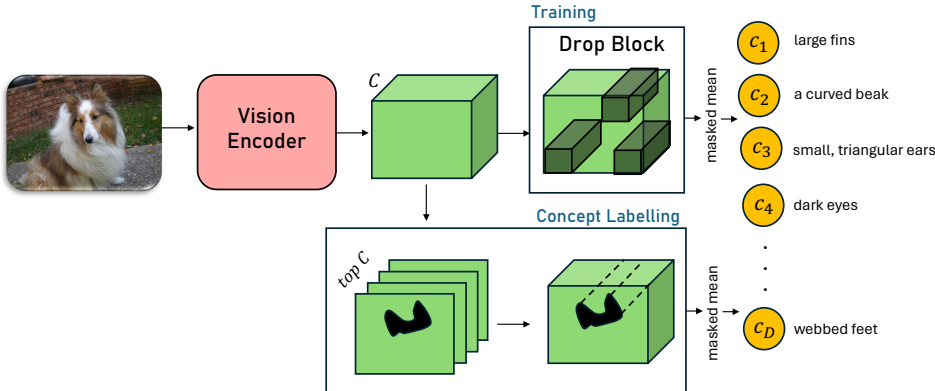 Training
Drop Block
C
Vision
Encoder
masked mean
c₁ large fins
c₂ a curved beak
c₃ small, triangular ears
c₄ dark eyes
.
.
.
Concept Labelling
top C
masked mean
c_D webbed feet